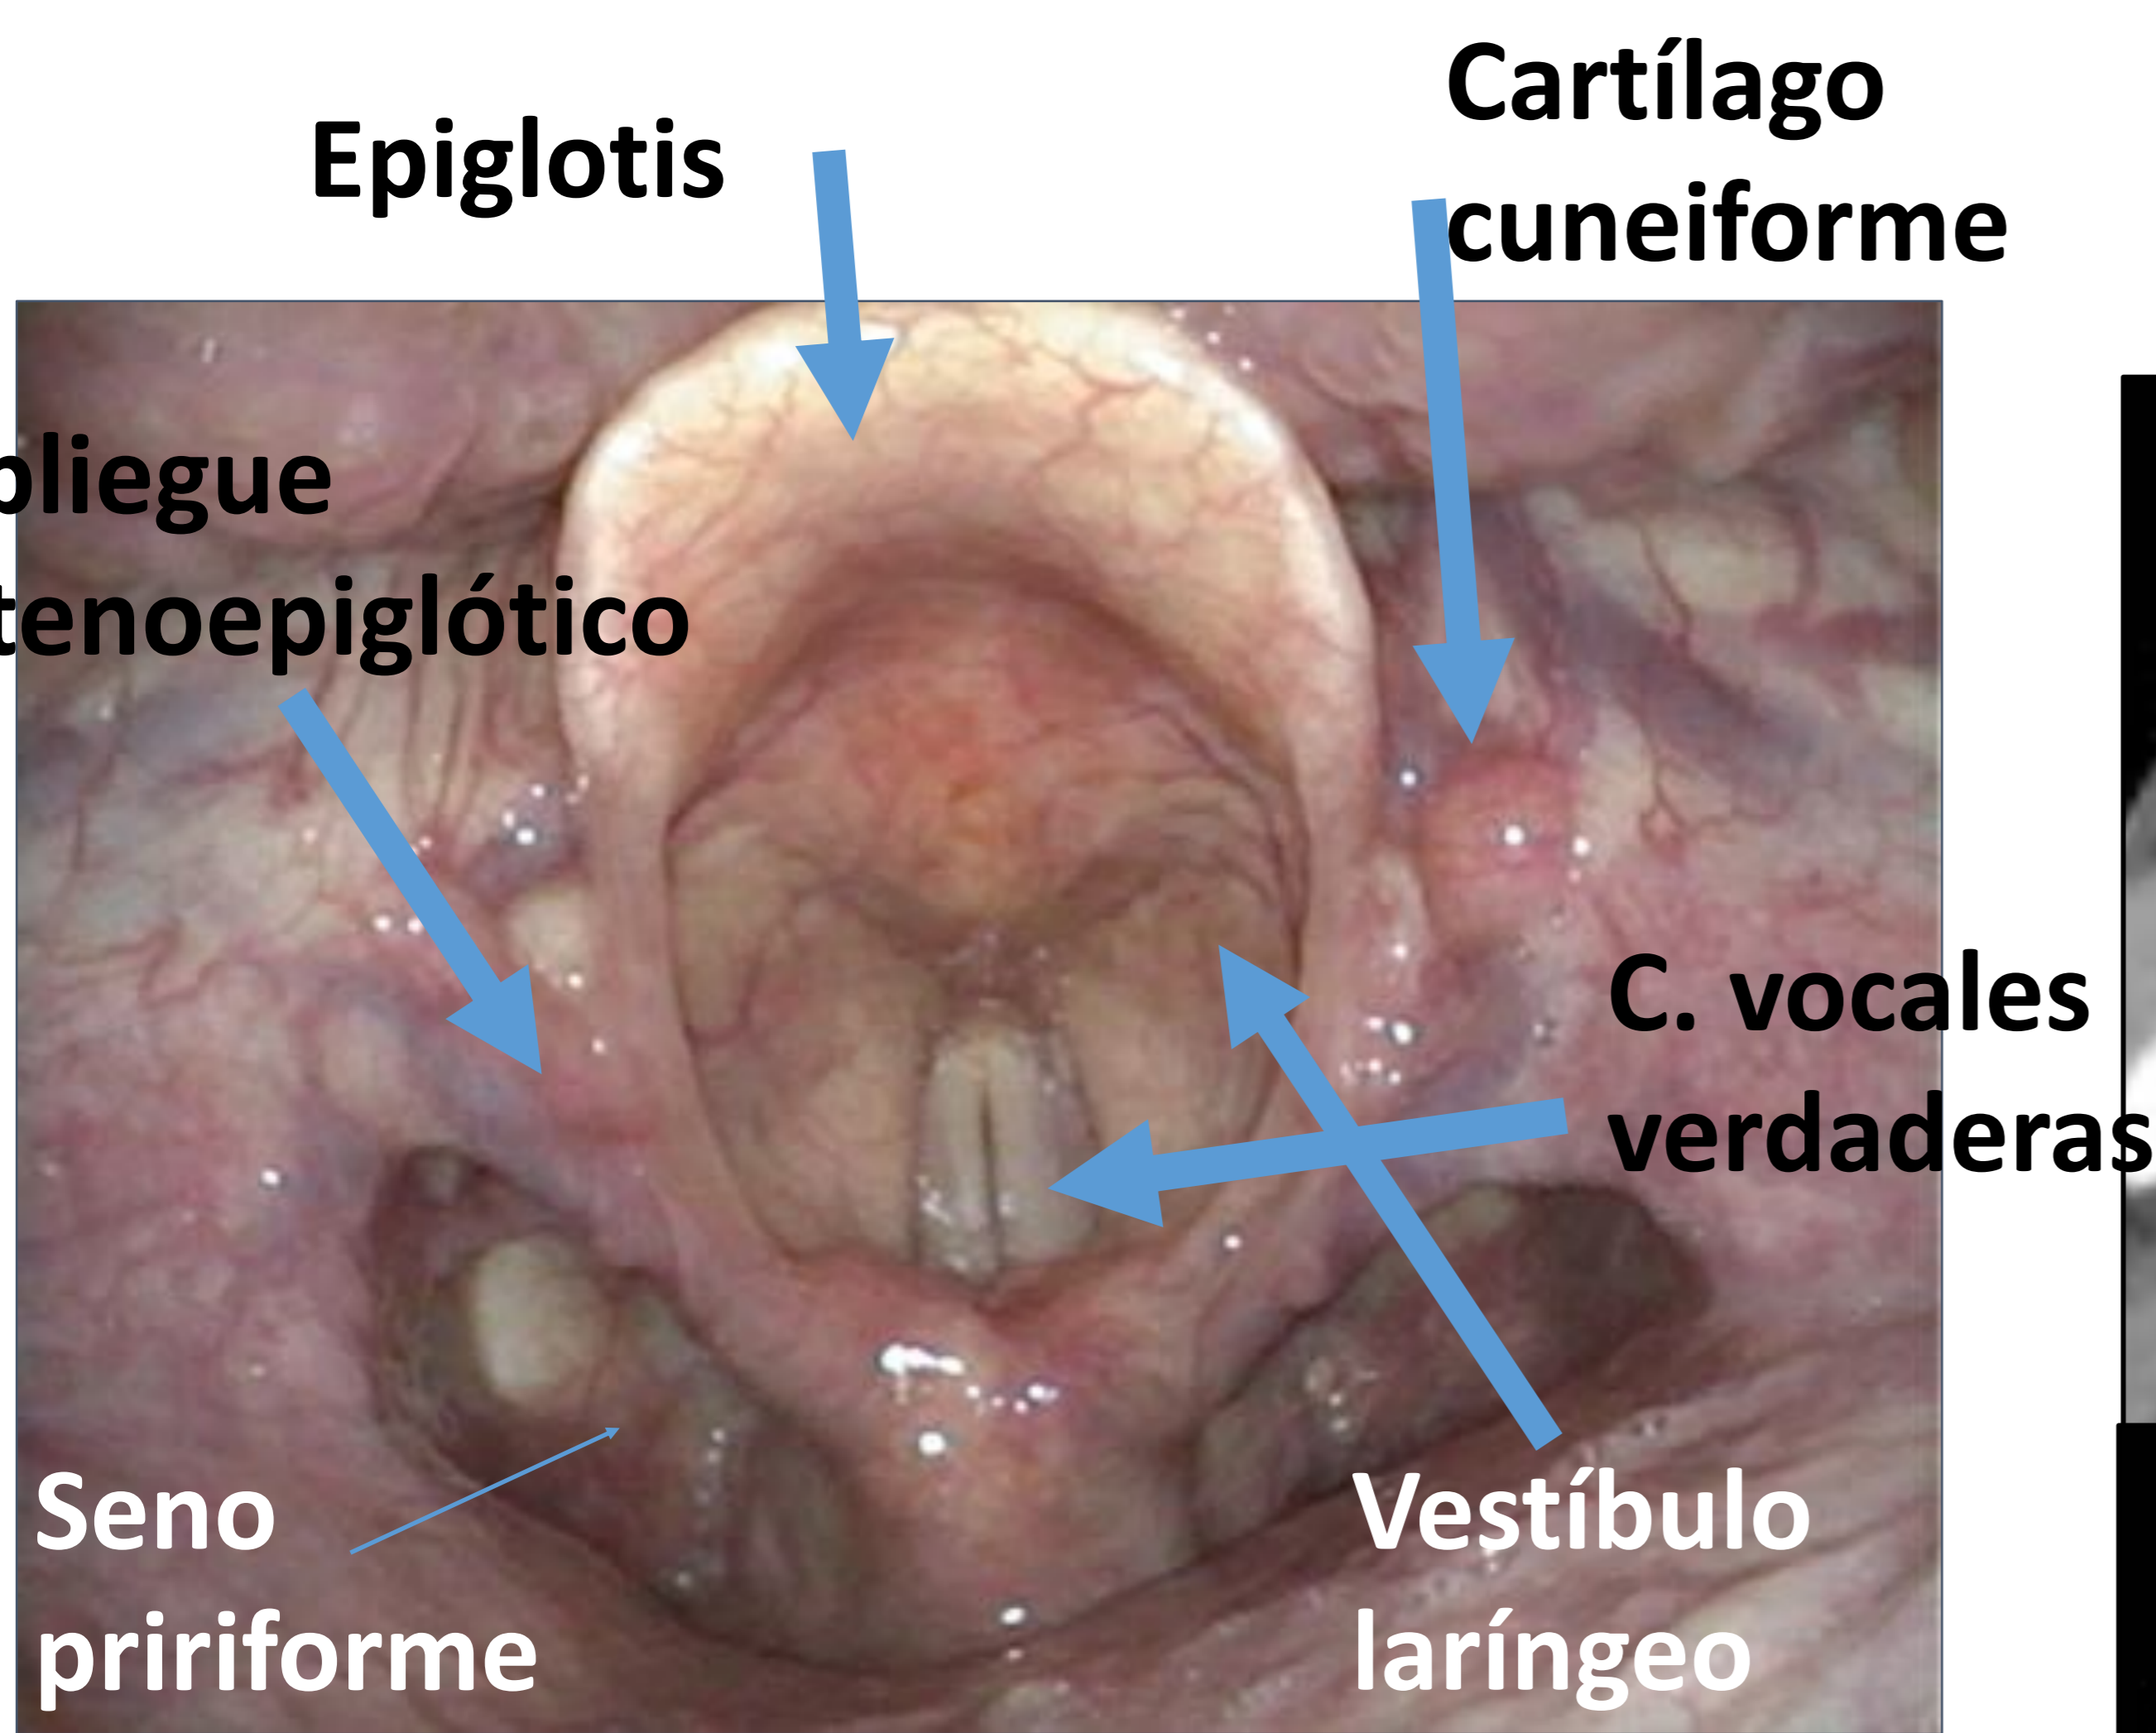 Epiglotis
Cartílago
cuneiforme
pliegue
tenoepiglótico
C. vocales
verdaderas
Seno
pririforme
Vestíbulo
laríngeo